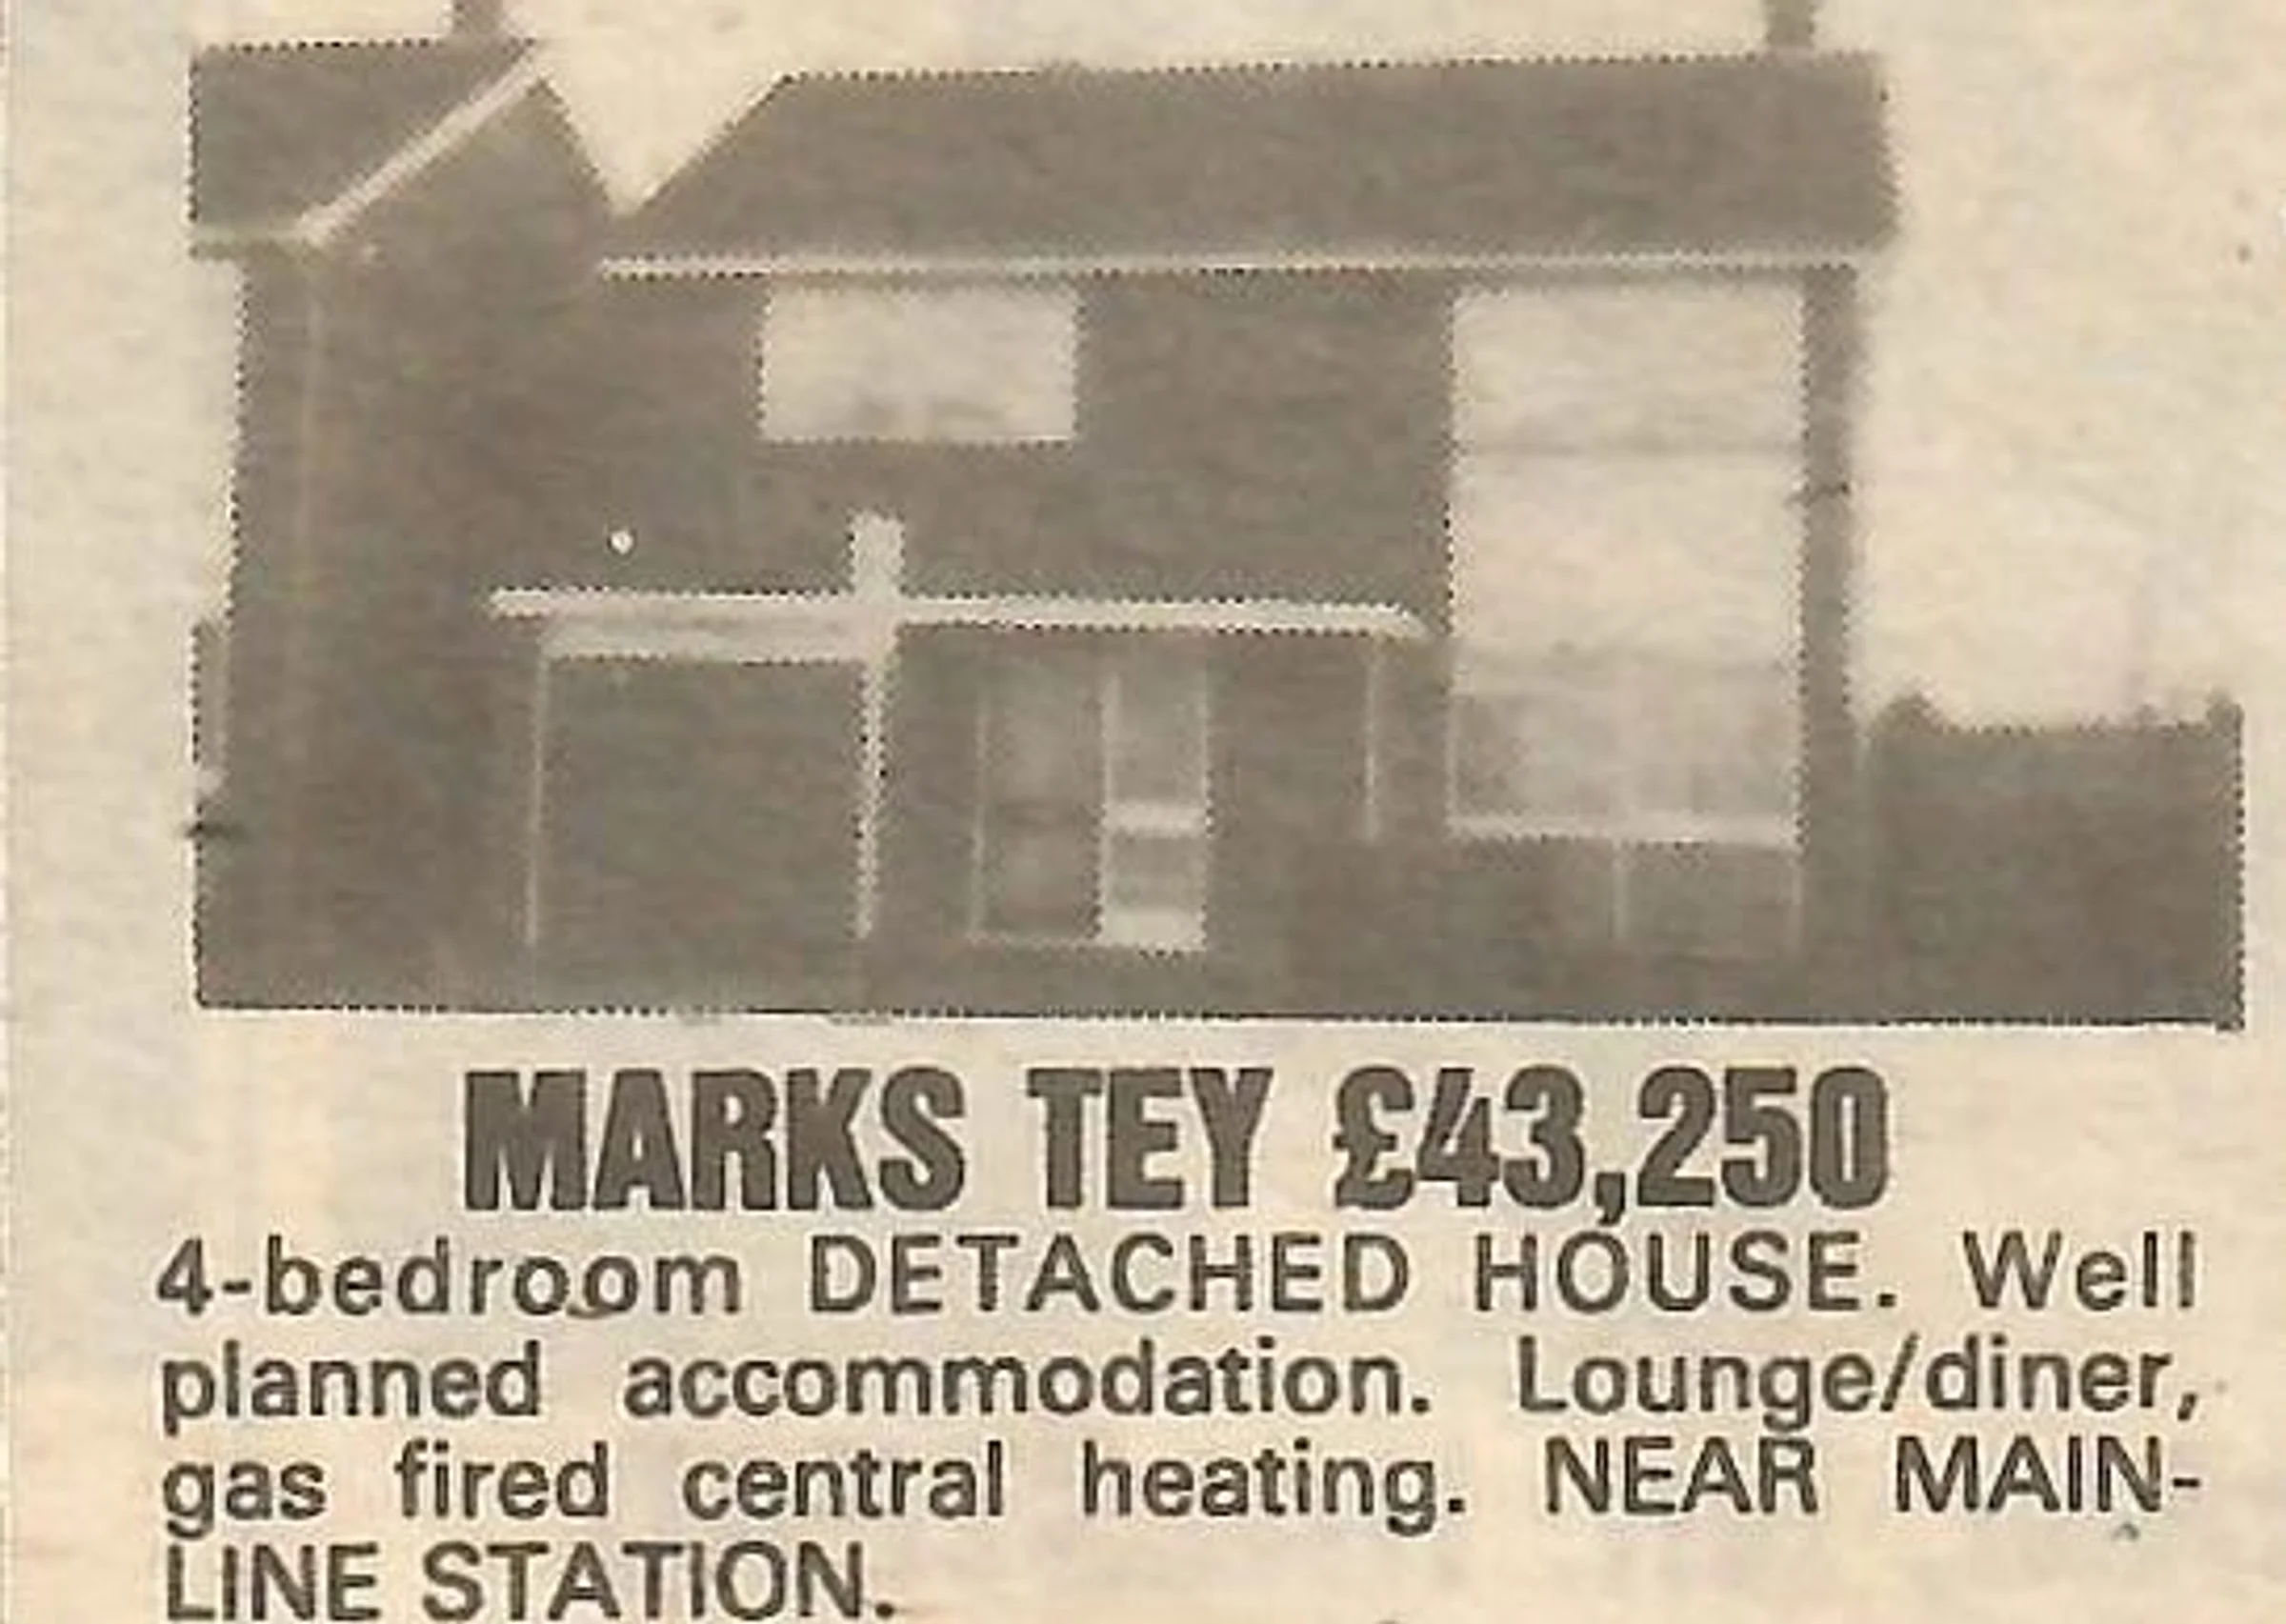 MARKS TEY £43,250
4-bedroom DETACHED HOUSE. Well
planned accommodation. Lounge/diner,
gas fired central heating. NEAR MAIN-
LINE STATION.